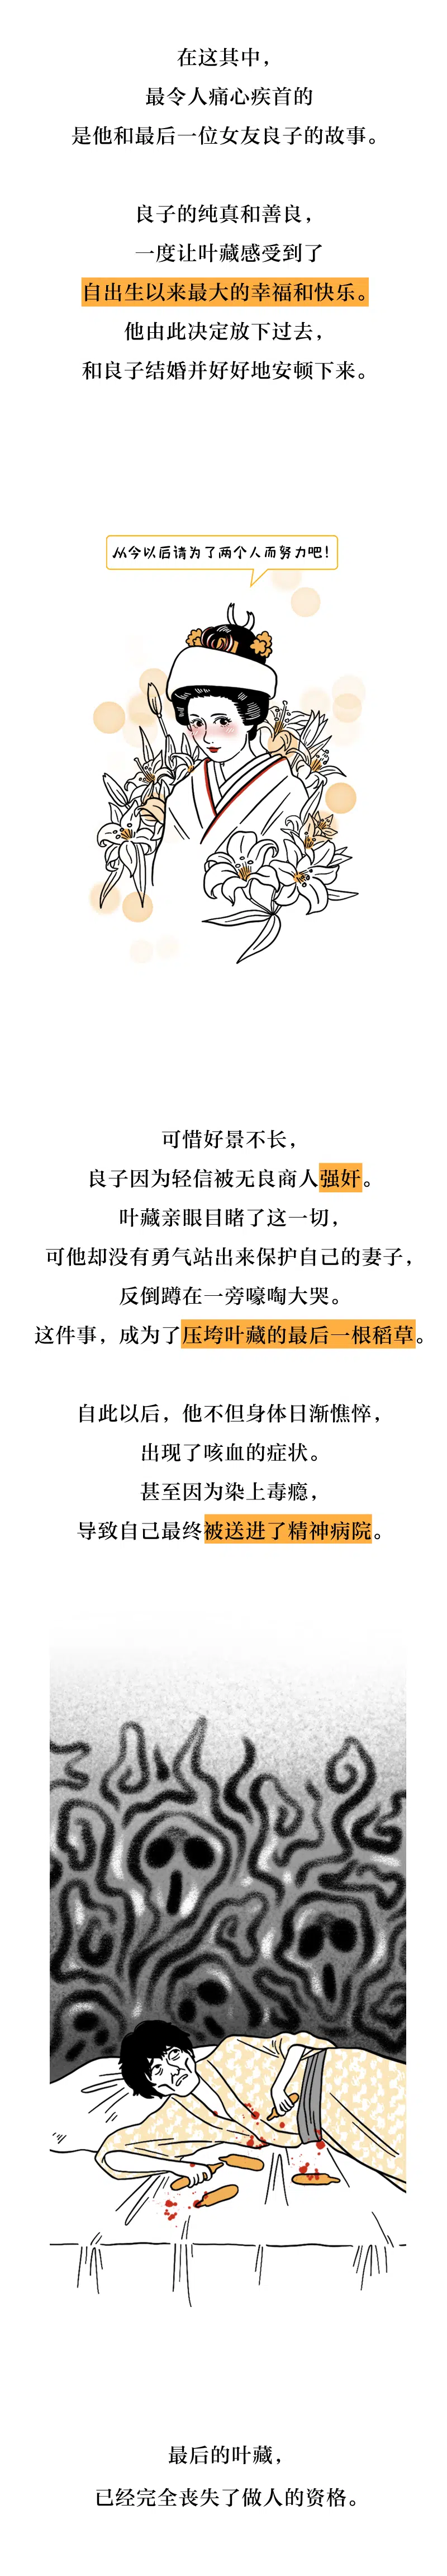 在这其中，
最令人痛心疾首的
是他和最后一位女友良子的故事。
良子的纯真和善良，
一度让叶藏感受到了
自出生以来最大的幸福和快乐。
他由此决定放下过去，
和良子结婚并好好地安顿下来。
从今以后请为了两个人而努力吧！
可惜好景不长，
良子因为轻信被无良商人强奸。
叶藏亲眼目睹了这一切，
可他却没有勇气站出来保护自己的妻子，
反倒蹲在一旁嚎啕大哭。
这件事，成为了压垮叶藏的最后一根稻草。
自此以后，他不但身体日渐憔悴，
出现了咳血的症状。
甚至因为染上毒瘾，
导致自己最终被送进了精神病院。
最后的叶藏，
已经完全丧失了做人的资格。